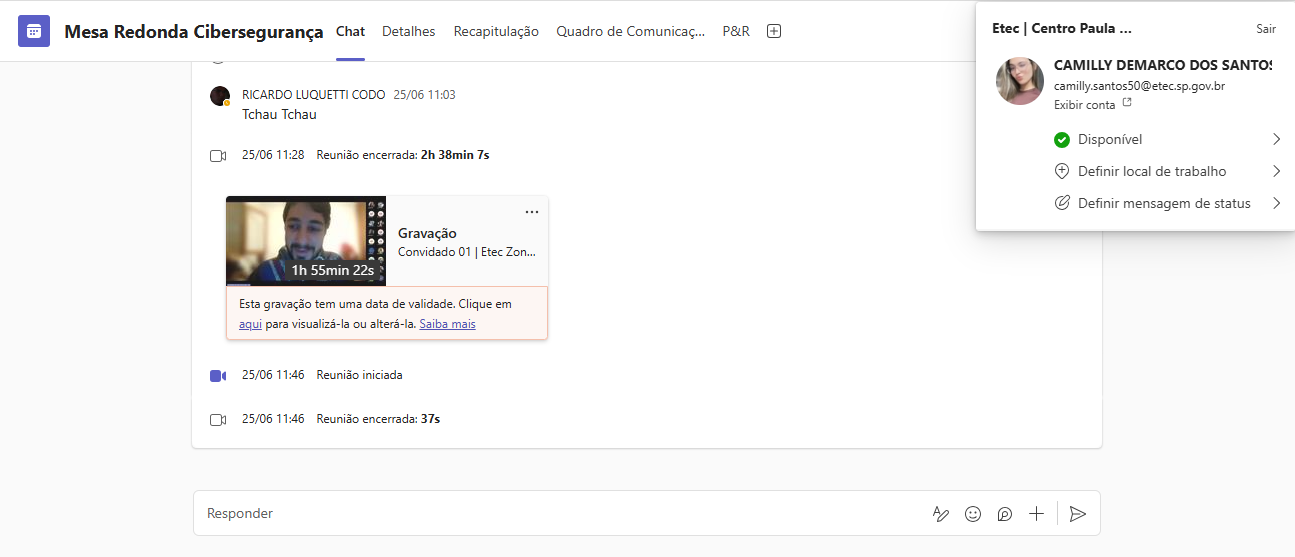 Mesa Redonda Cibersegurança
Chat
Detalhes
Recapitulação
Quadro de Comunicaç...
P&R
RICARDO LUQUETTI CODO 25/06 11:03
Tchau Tchau
25/06 11:28 Reunião encerrada: 2h 38min 7s
1h 55min 22s
Gravação
Convidado 01 | Etec Zon...
Esta gravação tem uma data de validade. Clique em
aqui para visualizá-la ou alterá-la. Saiba mais
25/06 11:46 Reunião iniciada
25/06 11:46 Reunião encerrada: 37s
Responder
Etec | Centro Paula ...
Sair
CAMILLY DEMARCO DOS SANTOS
camilly.santos50@etec.sp.gov.br
Exibir conta
Disponível
Definir local de trabalho
Definir mensagem de status